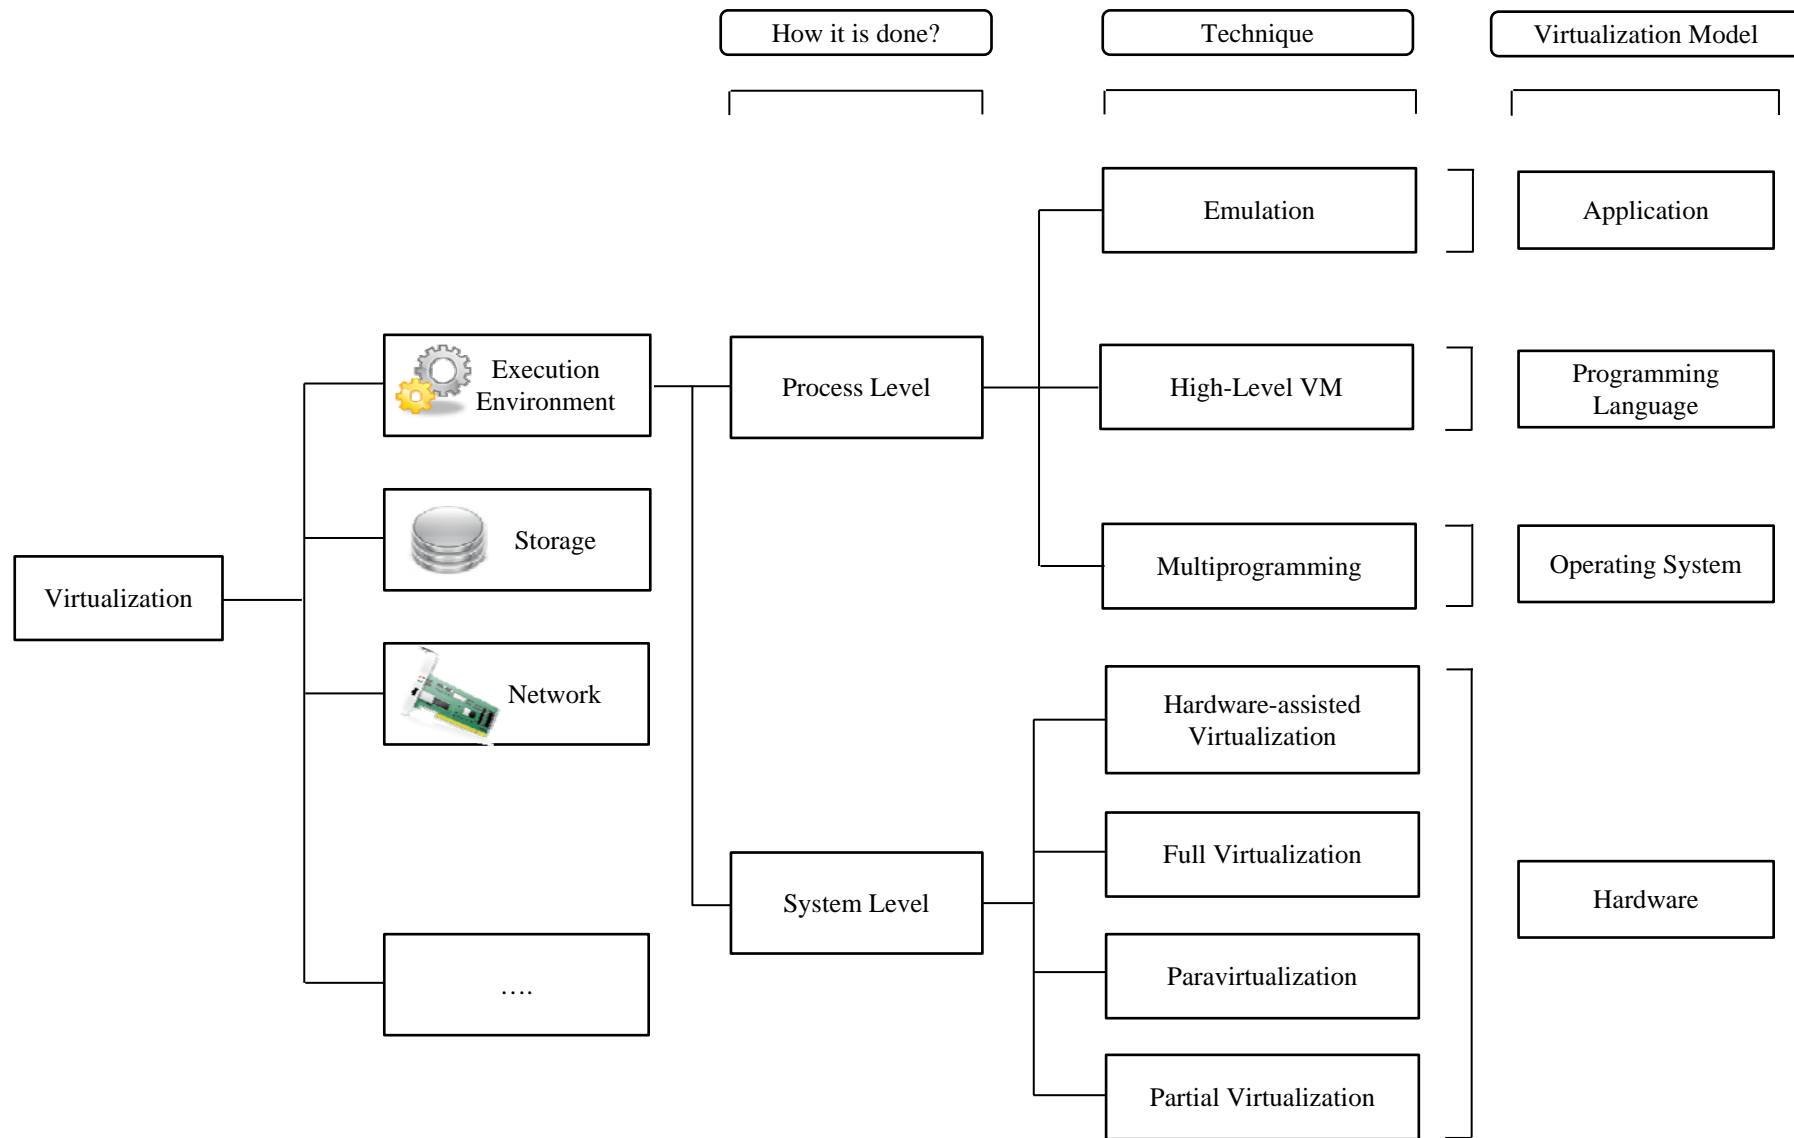 How it is done?
Technique
Virtualization Model
Emulation
Application
Execution
Environment
Process Level
High-Level VM
Programming
Language
Storage
Multiprogramming
Operating System
Virtualization
Network
Hardware-assisted
Virtualization
Full Virtualization
System Level
Hardware
Paravirtualization
….
Partial Virtualization